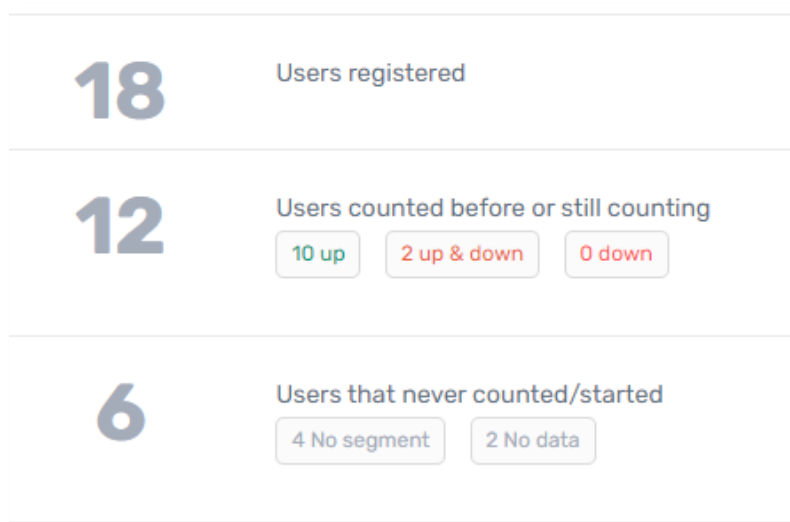 18 Users registered
12 Users counted before or still counting
10 up 2 up & down 0 down
6 Users that never counted/started
4 No segment 2 No data